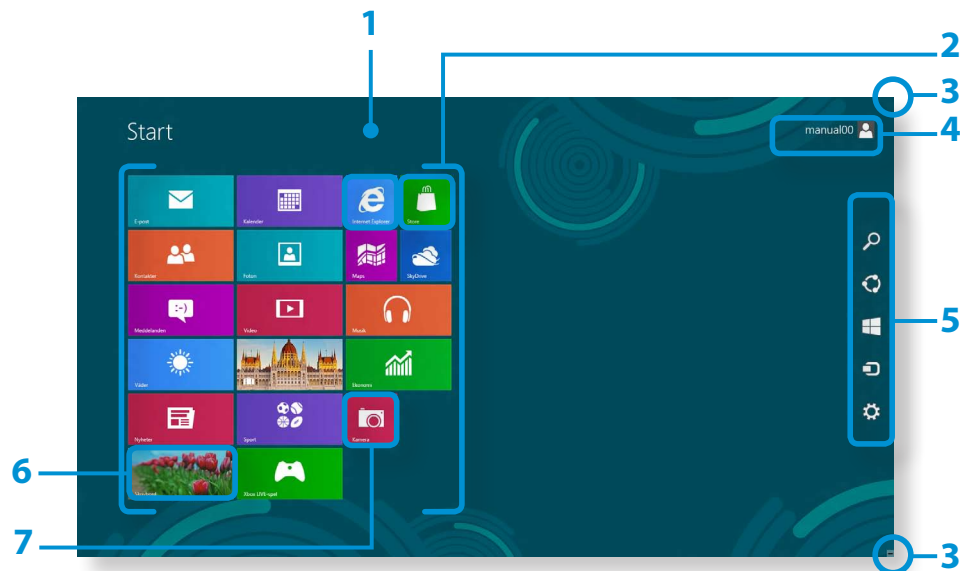 1
2
3
Start
manual00
4
E-post
Kalender
Internet Explorer
Store
Kontakter
Foton
Maps
SkyDrive
5
Meddelanden
Video
Musik
Väder
Ekonomi
Nyheter
Sport
Kamera
6
Skrivbord
Xbox LIVE-spel
7
3